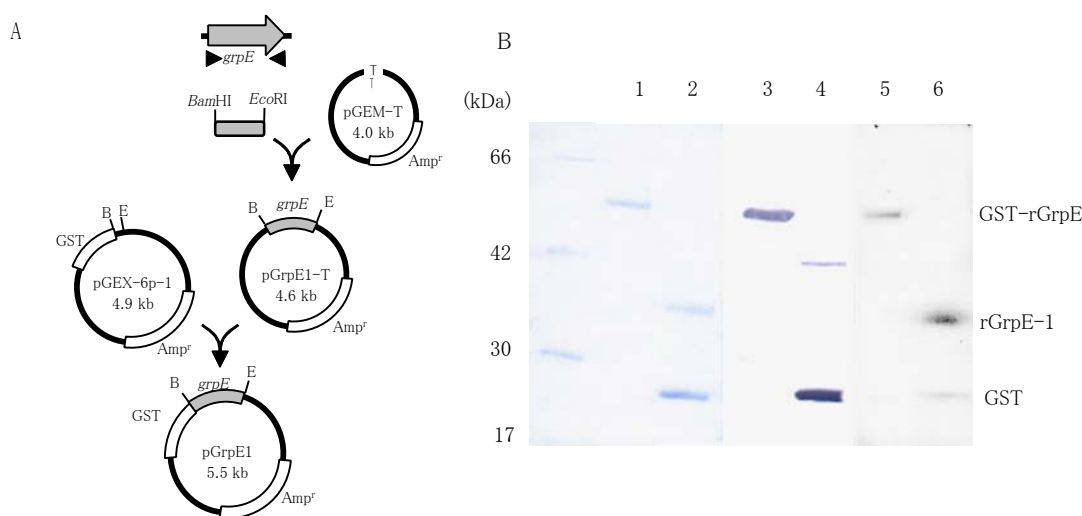 A
grpE
BamHI
EcoRI
T
↑
pGEM-T
4.0 kb
Ampr
B E
GST
pGEX-6p-1
4.9 kb
Ampr
B
grpE
E
pGrpE1-T
4.6 kb
Ampr
B
grpE
E
GST
pGrpE1
5.5 kb
Ampr
B
1 2 3 4 5 6
(kDa)
66
42
30
17
GST-rGrpE
rGrpE-1
GST